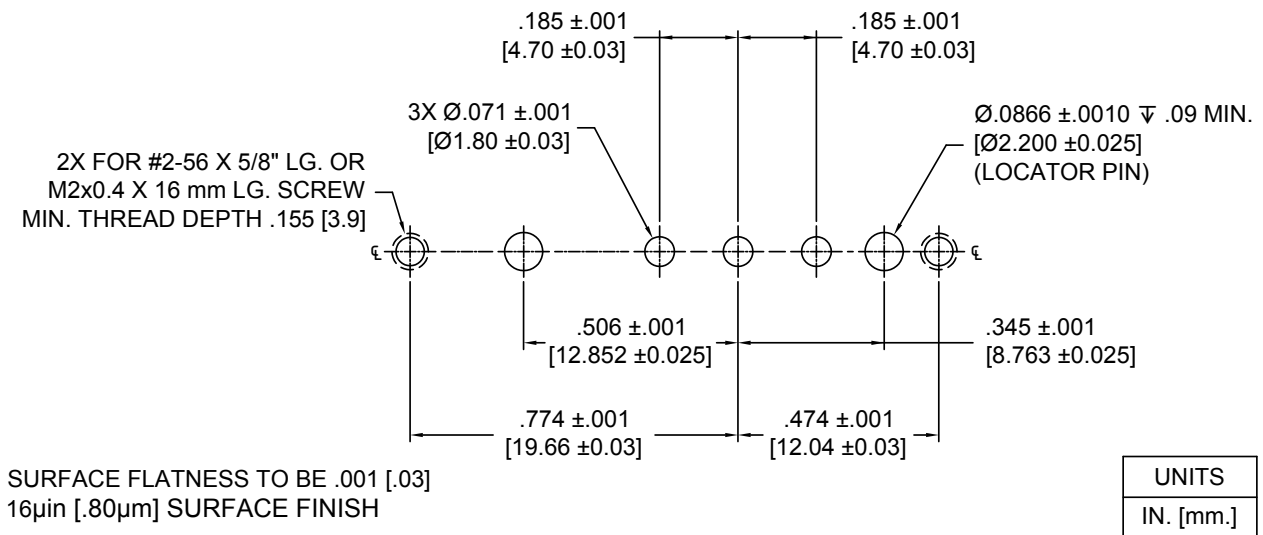 .185 ±.001
[4.70 ±0.03]
.185 ±.001
[4.70 ±0.03]
3X Ø.071 ±.001
[Ø1.80 ±0.03]
Ø.0866 ±.0010 ↧ .09 MIN.
[Ø2.200 ±0.025]
(LOCATOR PIN)
2X FOR #2-56 X 5/8" LG. OR
M2x0.4 X 16 mm LG. SCREW
MIN. THREAD DEPTH .155 [3.9]
℄
℄
.506 ±.001
[12.852 ±0.025]
.345 ±.001
[8.763 ±0.025]
.774 ±.001
[19.66 ±0.03]
.474 ±.001
[12.04 ±0.03]
SURFACE FLATNESS TO BE .001 [.03]
16µin [.80µm] SURFACE FINISH
UNITS
IN. [mm.]